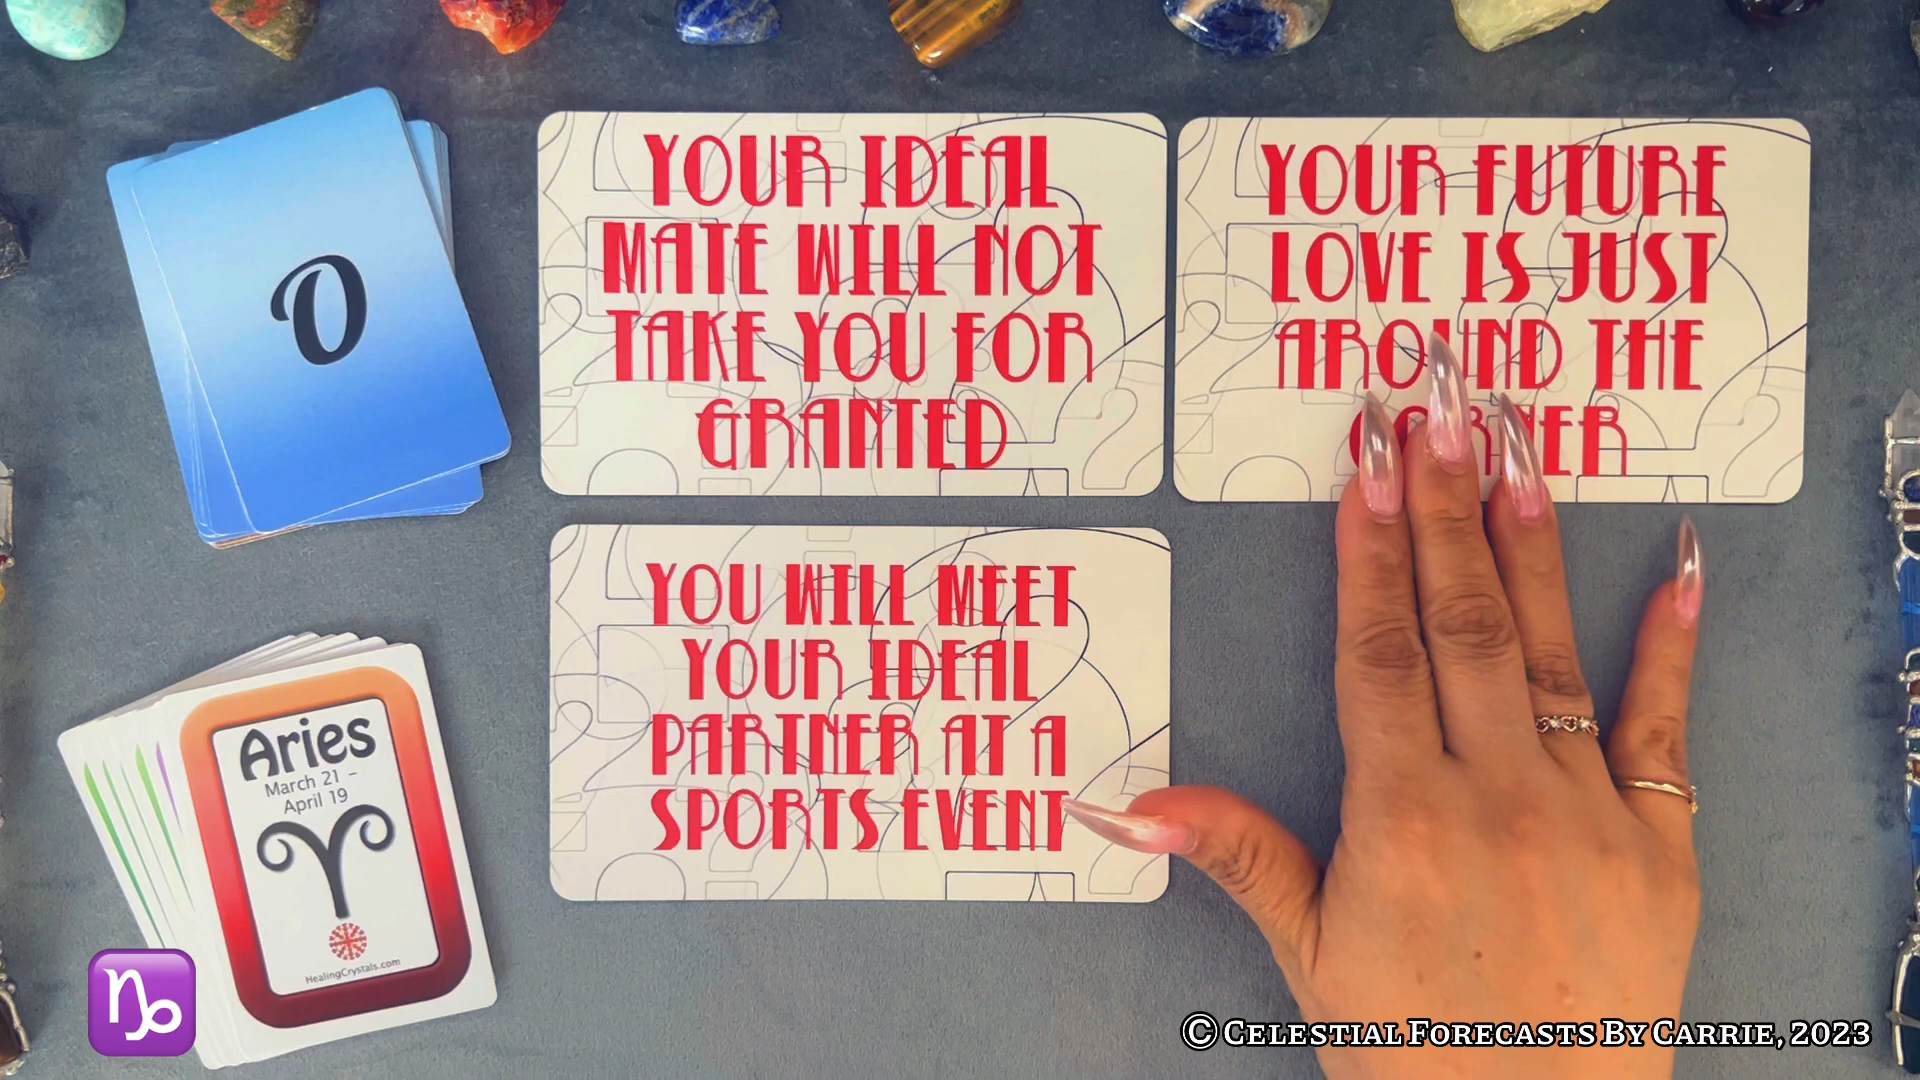 O
YOUR IDEAL
MATE WILL NOT
TAKE YOU FOR
GRANTED
YOUR FUTURE
LOVE IS JUST
AROUND THE
CORNER
YOU WILL MEET
YOUR IDEAL
PARTNER AT A
SPORTS EVENT
Aries
March 21 –
April 19
HealingCrystals.com
© Celestial Forecasts By Carrie, 2023